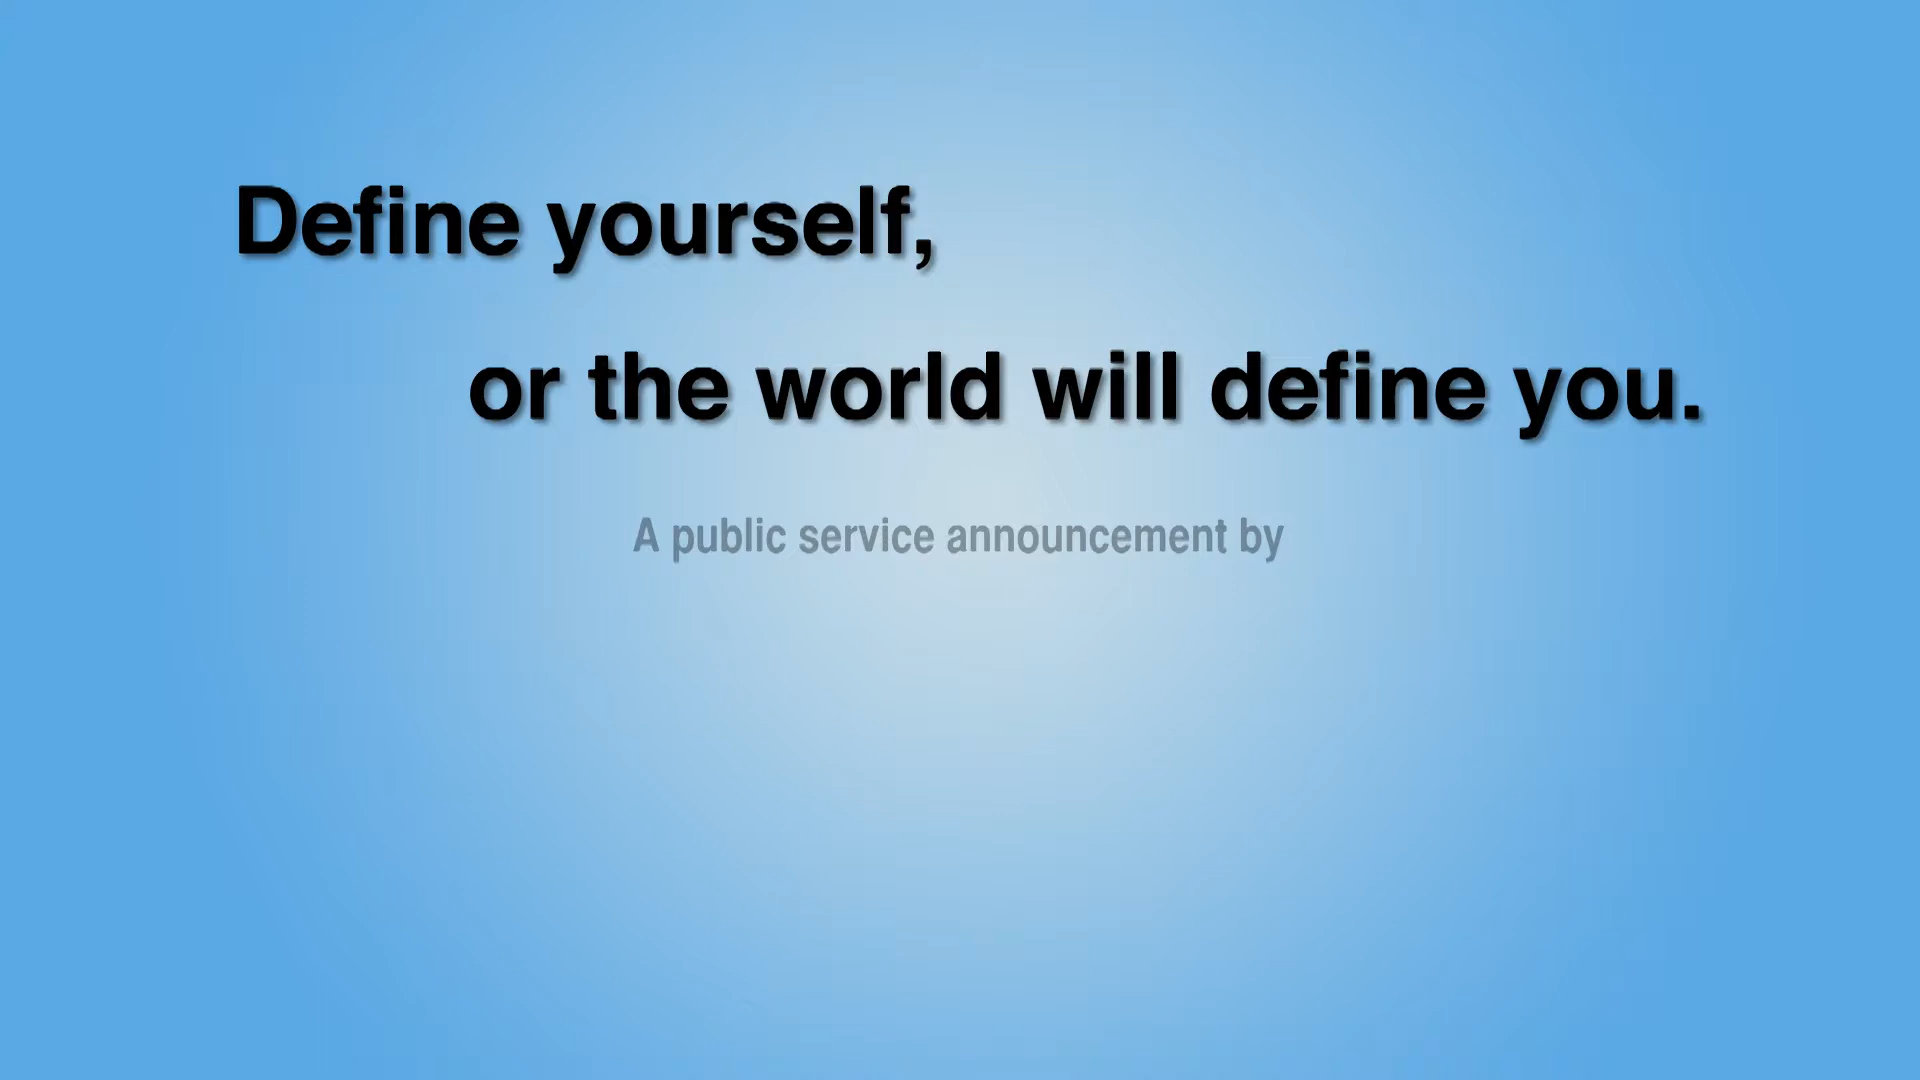 Define yourself,
or the world will define you.
A public service announcement by